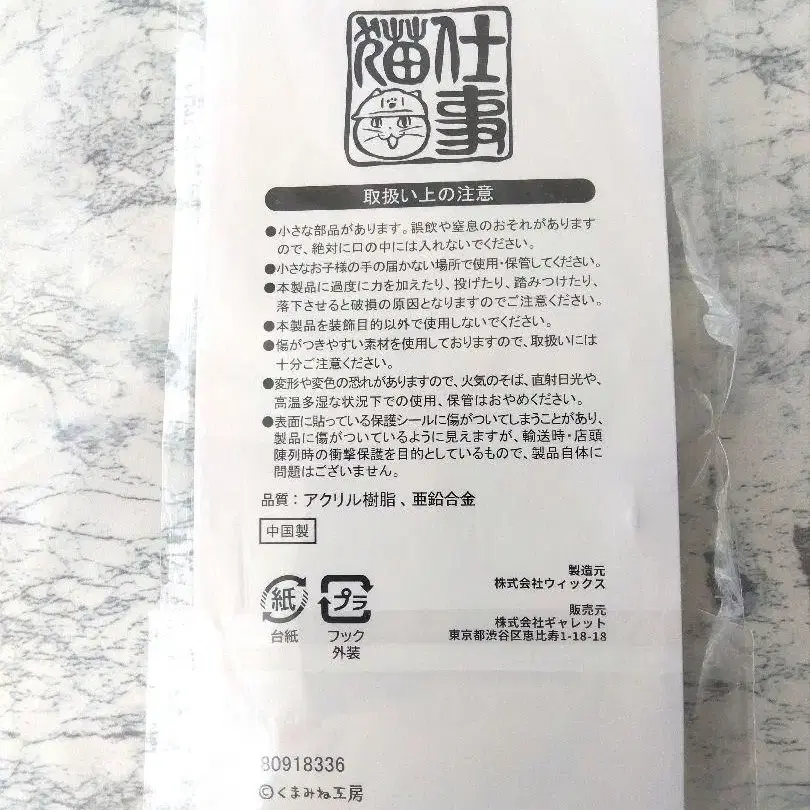 仕事猫
取扱い上の注意
●小さな部品があります。誤飲や窒息のおそれがあります
ので、絶対に口の中には入れないでください。
●小さなお子様の手の届かない場所で使用・保管してください。
●本製品に過度に力を加えたり、投げたり、踏みつけたり、
落下させると破損の原因となりますのでご注意ください。
●本製品を装飾目的以外で使用しないでください。
●傷がつきやすい素材を使用しておりますので、取扱いには
十分ご注意ください。
●変形や変色の恐れがありますので、火気のそば、直射日光や、
高温多湿な状況下での使用、保管はおやめください。
●表面に貼っている保護シールに傷がついてしまうことがあり、
製品に傷がついているように見えますが、輸送時・店頭
陳列時の衝撃保護を目的としているもので、製品自体に
問題はございません。
品質：アクリル樹脂、亜鉛合金
中国製
製造元
株式会社ウィックス
販売元
株式会社ギャレット
東京都渋谷区恵比寿1-18-18
紙
台紙
プラ
フック
外装
80918336
©くまみね工房